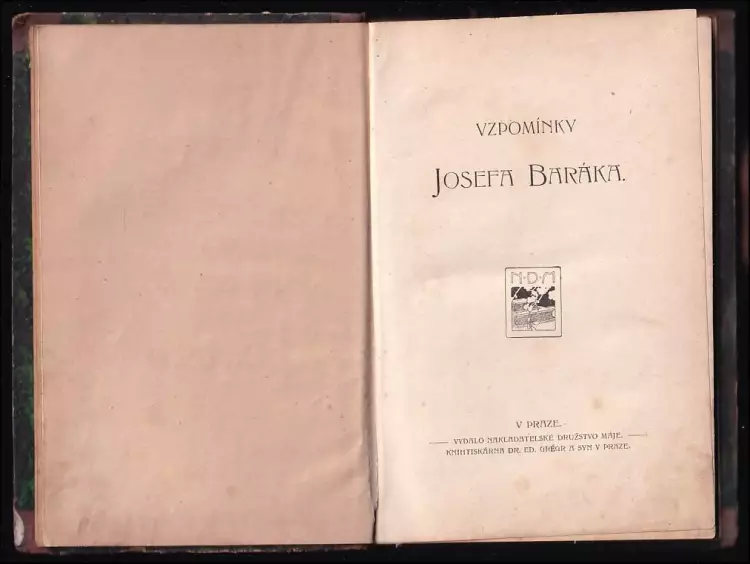 VZPOMÍNKY
JOSEFA BARÁKA.
N·D·M
V PRAZE.
VYDALO NAKLADATELSKÉ DRUŽSTVO MÁJE.
KNIHTISKÁRNA DR. ED. GRÉGR A SYN V PRAZE.